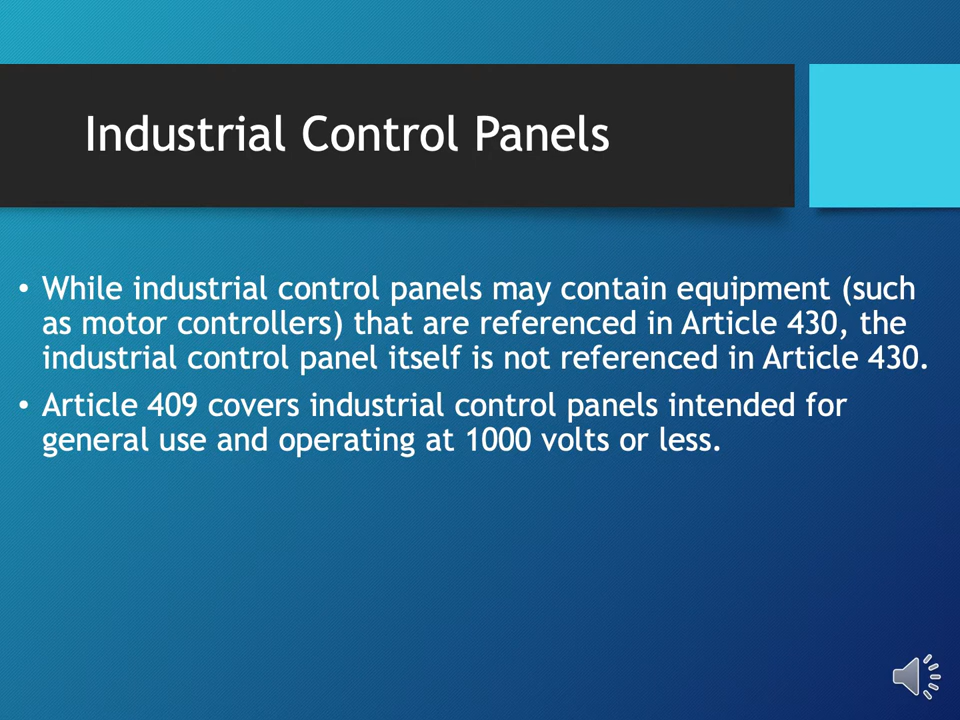 Industrial Control Panels
• While industrial control panels may contain equipment (such
as motor controllers) that are referenced in Article 430, the
industrial control panel itself is not referenced in Article 430.
• Article 409 covers industrial control panels intended for
general use and operating at 1000 volts or less.